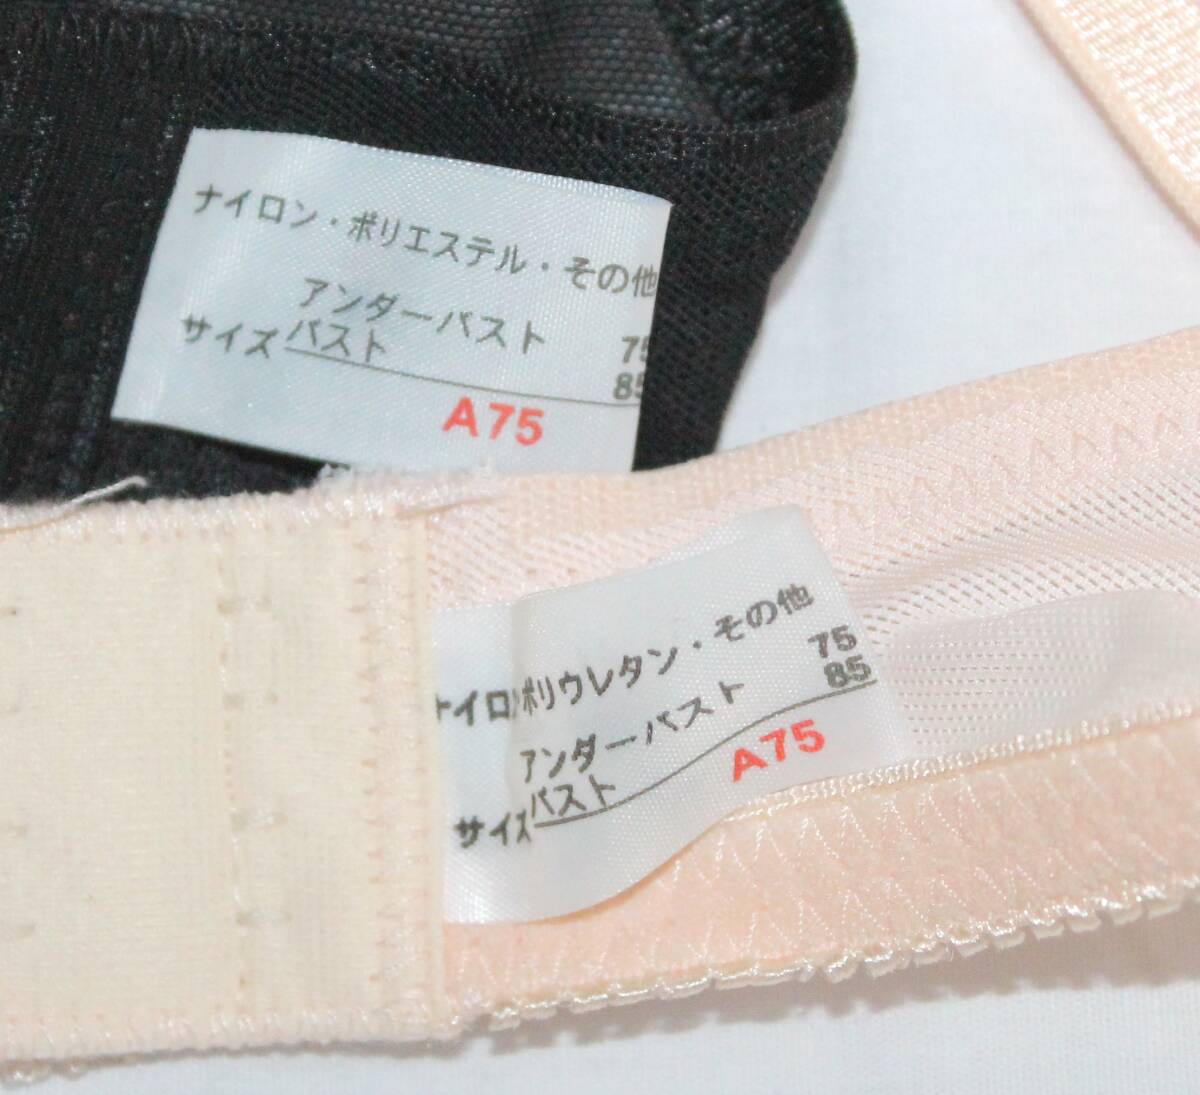 ナイロン・ポリエステル・その他
アンダーバスト 75
サイズ バスト 85
A75
ナイロン ポリウレタン・その他
アンダーバスト 75
サイズ バスト 85
A75